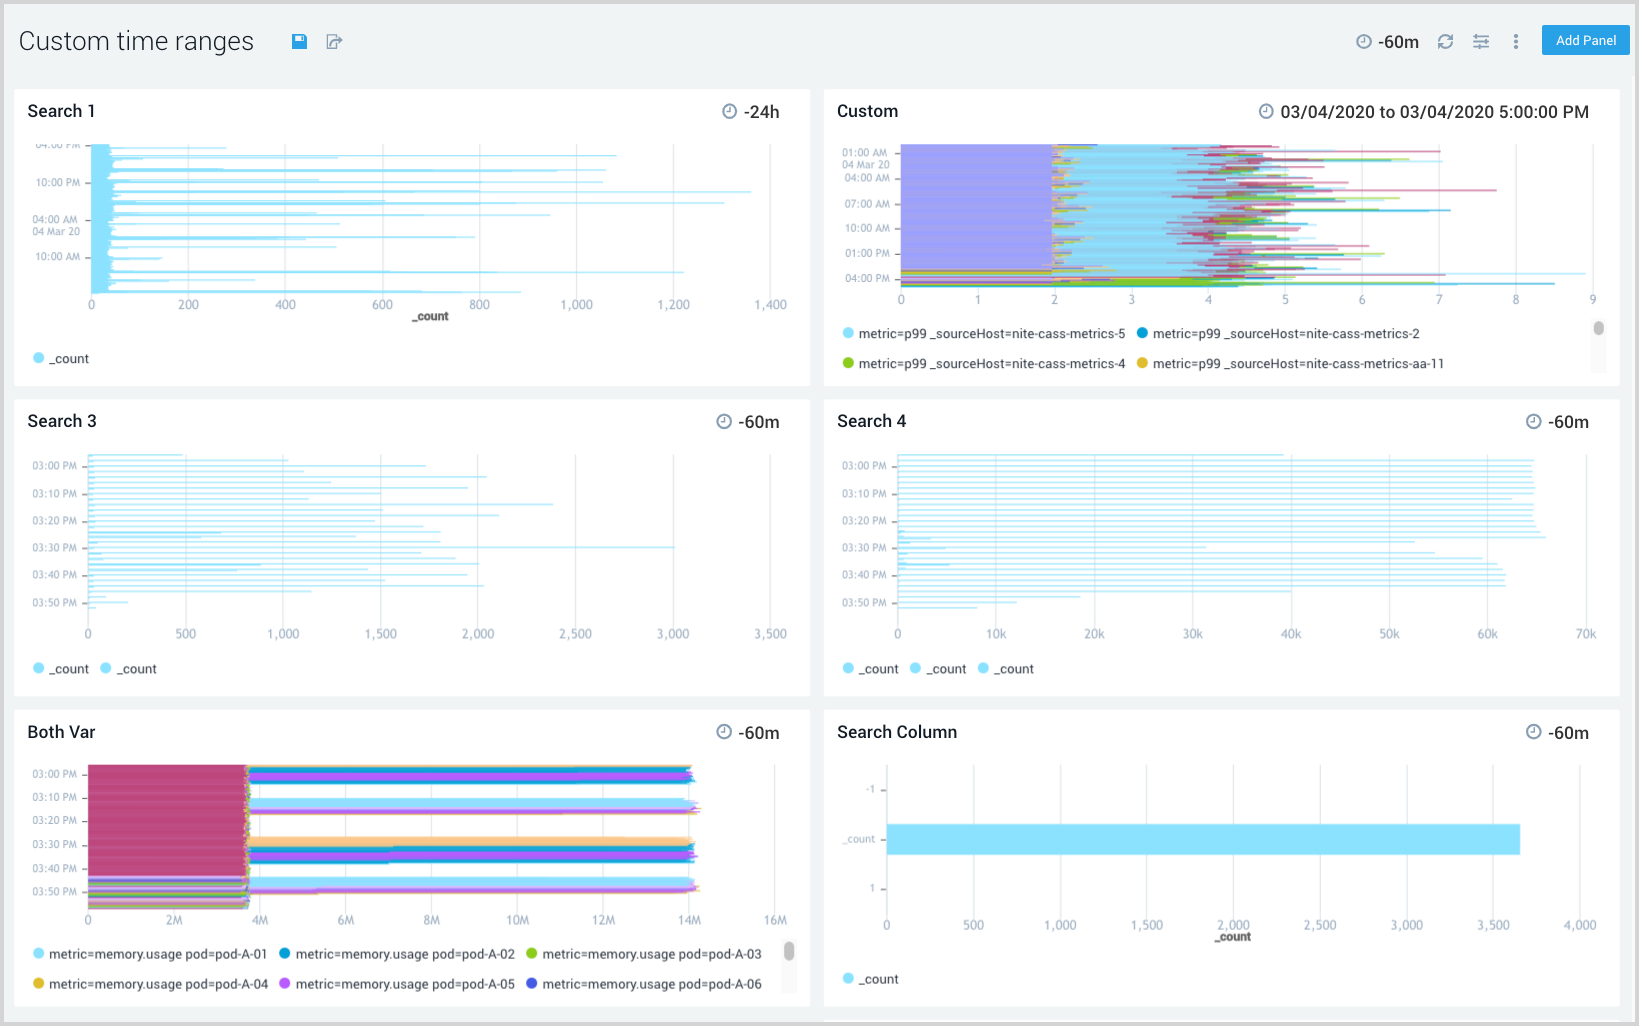 Custom time ranges
-60m
Add Panel
Search 1
-24h
04:00 PM
10:00 PM
04:00 AM
04 Mar 20
10:00 AM
0 200 400 600 800 1,000 1,200 1,400
_count
_count
Custom
03/04/2020 to 03/04/2020 5:00:00 PM
01:00 AM
04 Mar 20
04:00 AM
07:00 AM
10:00 AM
01:00 PM
04:00 PM
0 1 2 3 4 5 6 7 8 9
metric=p99 _sourceHost=nite-cass-metrics-5 metric=p99 _sourceHost=nite-cass-metrics-2
metric=p99 _sourceHost=nite-cass-metrics-4 metric=p99 _sourceHost=nite-cass-metrics-aa-11
Search 3
-60m
03:00 PM
03:10 PM
03:20 PM
03:30 PM
03:40 PM
03:50 PM
0 500 1,000 1,500 2,000 2,500 3,000 3,500
_count _count
Search 4
-60m
03:00 PM
03:10 PM
03:20 PM
03:30 PM
03:40 PM
03:50 PM
0 10k 20k 30k 40k 50k 60k 70k
_count _count _count
Both Var
-60m
03:00 PM
03:10 PM
03:20 PM
03:30 PM
03:40 PM
03:50 PM
0 2M 4M 6M 8M 10M 12M 14M 16M
metric=memory.usage pod=pod-A-01 metric=memory.usage pod=pod-A-02 metric=memory.usage pod=pod-A-03
metric=memory.usage pod=pod-A-04 metric=memory.usage pod=pod-A-05 metric=memory.usage pod=pod-A-06
Search Column
-60m
-1
_count
1
0 500 1,000 1,500 2,000 2,500 3,000 3,500 4,000
_count
_count